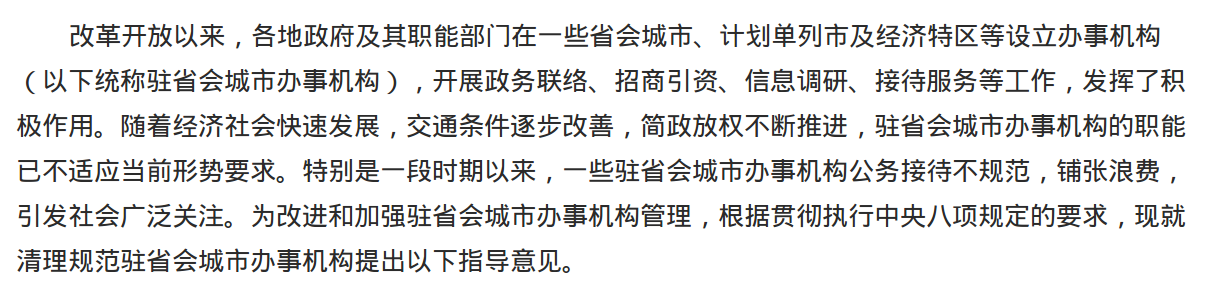 改革开放以来，各地政府及其职能部门在一些省会城市、计划单列市及经济特区等设立办事机构
（以下统称驻省会城市办事机构），开展政务联络、招商引资、信息调研、接待服务等工作，发挥了积
极作用。随着经济社会快速发展，交通条件逐步改善，简政放权不断推进，驻省会城市办事机构的职能
已不适应当前形势要求。特别是一段时期以来，一些驻省会城市办事机构公务接待不规范，铺张浪费，
引发社会广泛关注。为改进和加强驻省会城市办事机构管理，根据贯彻执行中央八项规定的要求，现就
清理规范驻省会城市办事机构提出以下指导意见。